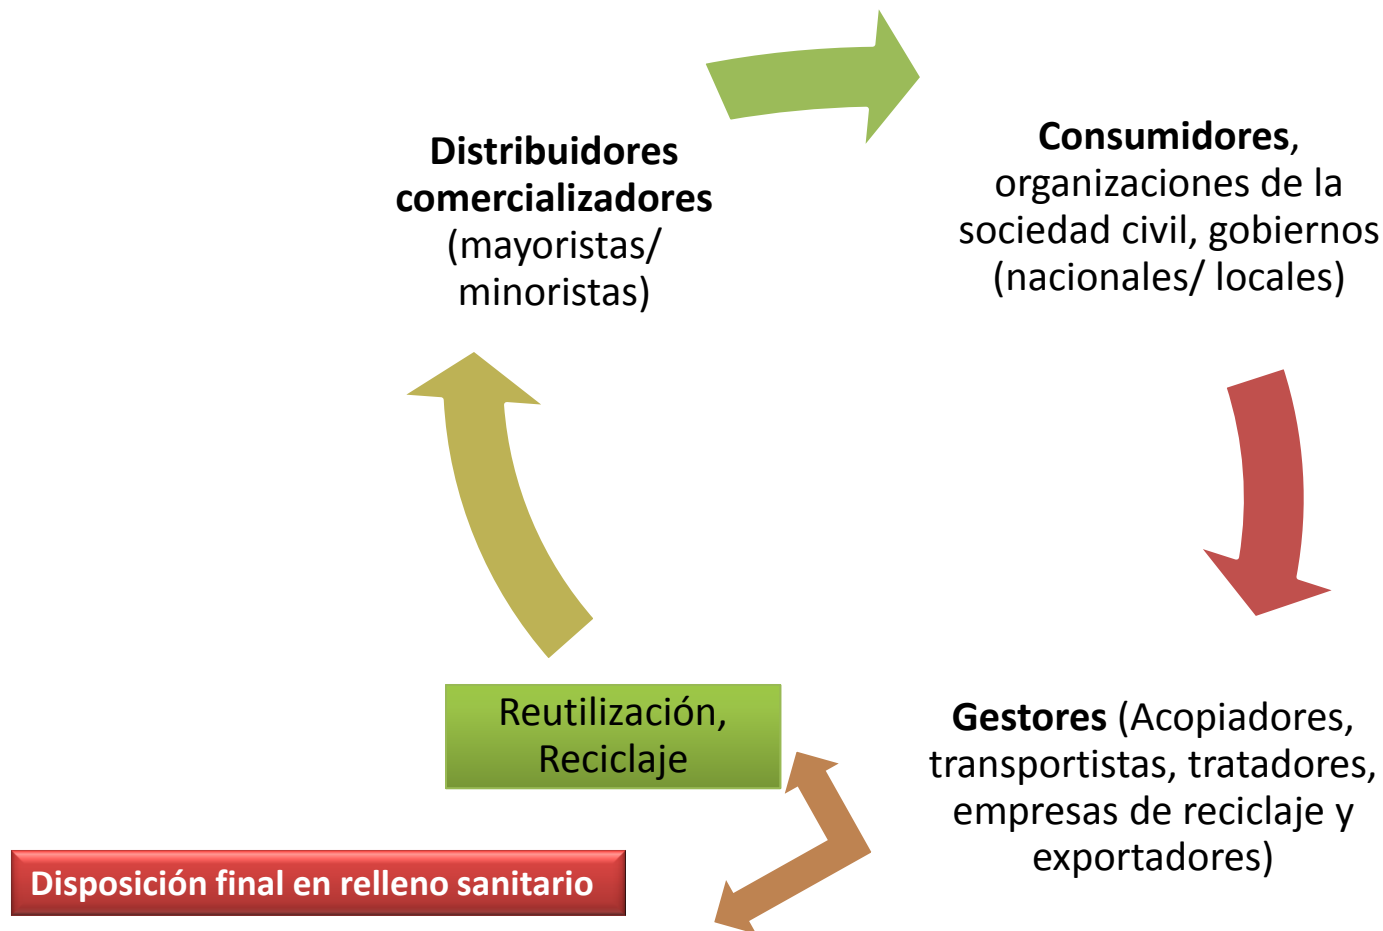 Distribuidores
comercializadores
(mayoristas/
minoristas)
Consumidores,
organizaciones de la
sociedad civil, gobiernos
(nacionales/ locales)
Gestores (Acopiadores,
transportistas, tratadores,
empresas de reciclaje y
exportadores)
Reutilización,
Reciclaje
Disposición final en relleno sanitario